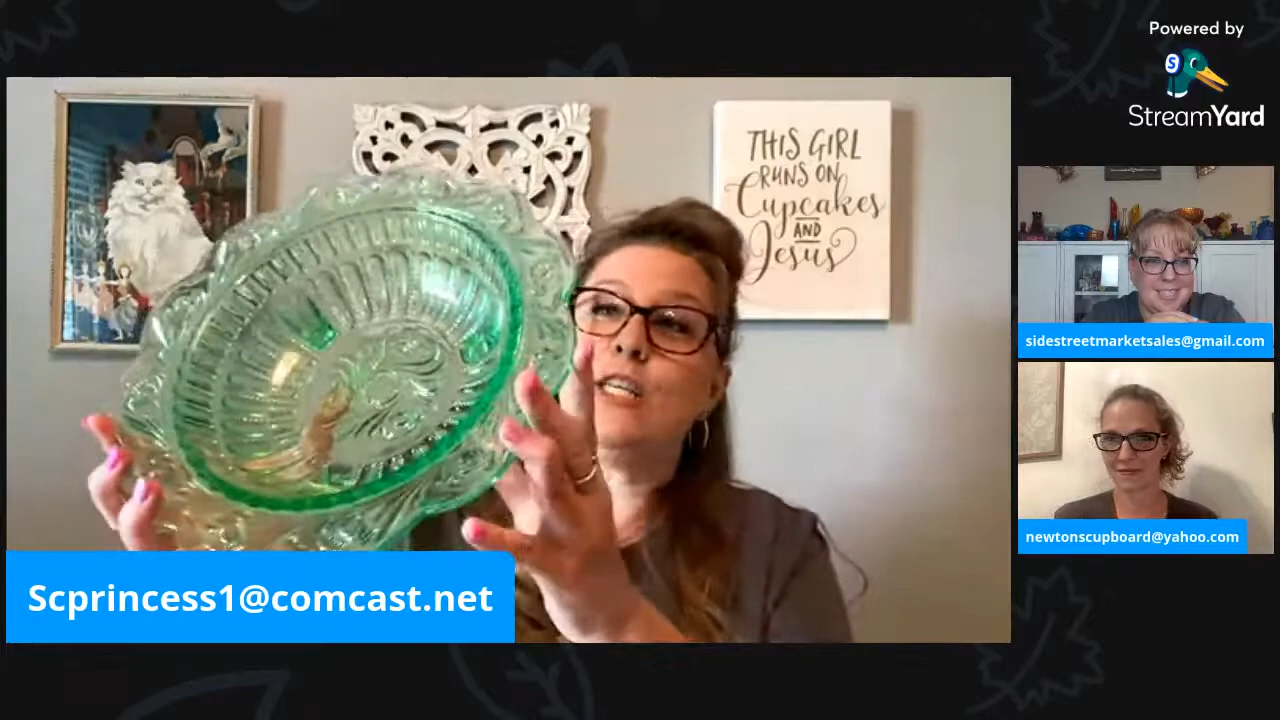 Powered by
S
StreamYard
THIS GIRL
RUNS ON
Cupcakes
AND
Jesus
sidestreetmarketsales@gmail.com
newtonscupboard@yahoo.com
Scprincess1@comcast.net